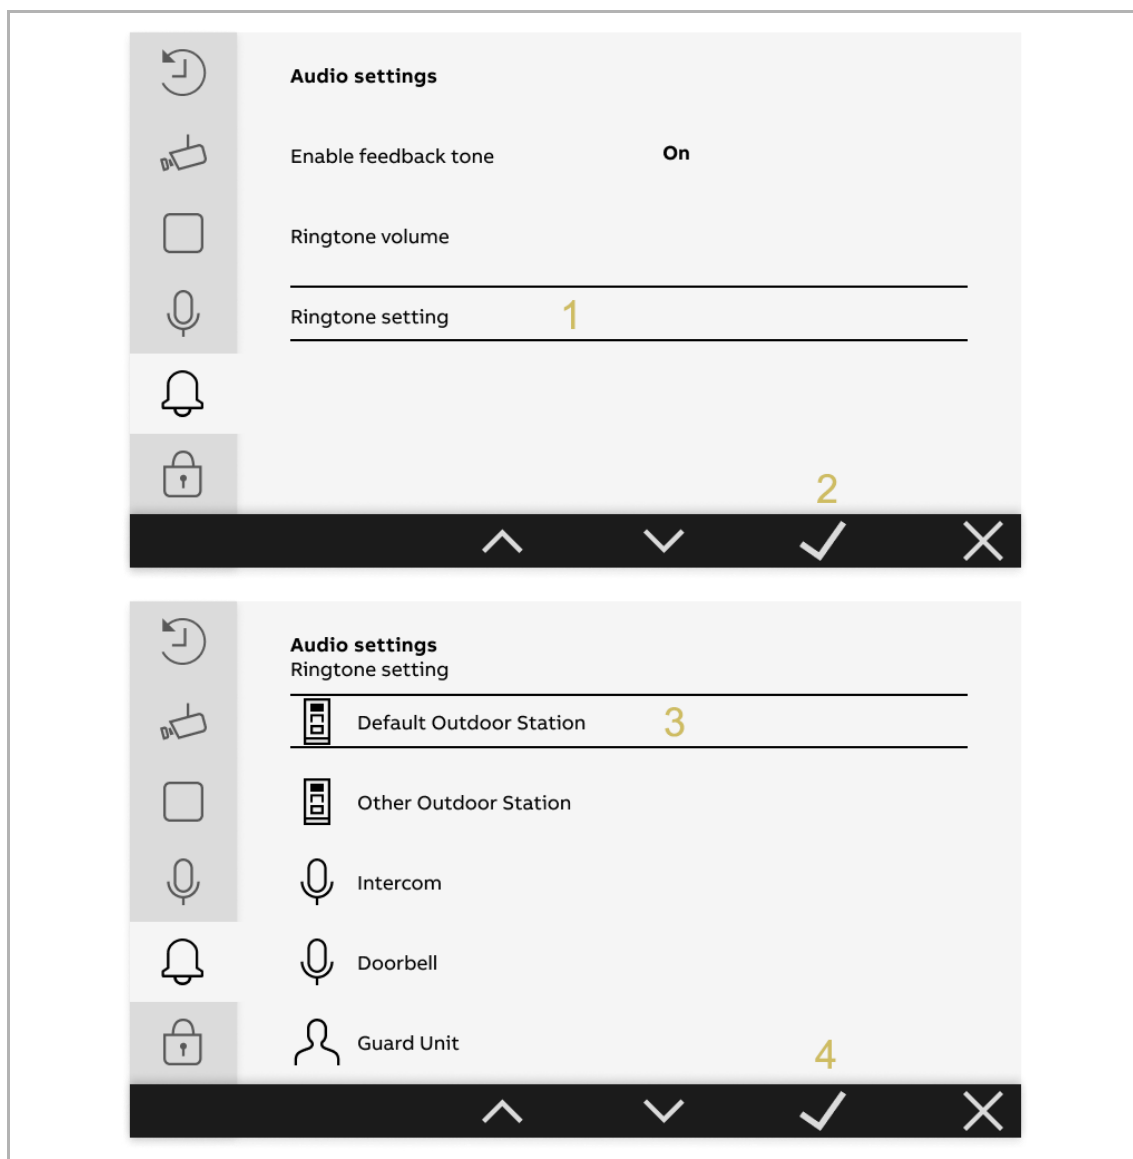 Audio settings
Enable feedback tone On
Ringtone volume
Ringtone setting 1
2
Audio settings
Ringtone setting
Default Outdoor Station 3
Other Outdoor Station
Intercom
Doorbell
Guard Unit
4